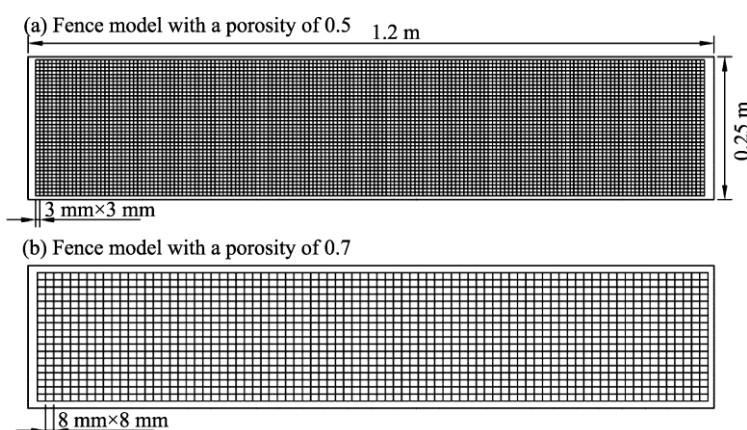 (a) Fence model with a porosity of 0.5
1.2 m
0.25 m
3 mm×3 mm
(b) Fence model with a porosity of 0.7
8 mm×8 mm